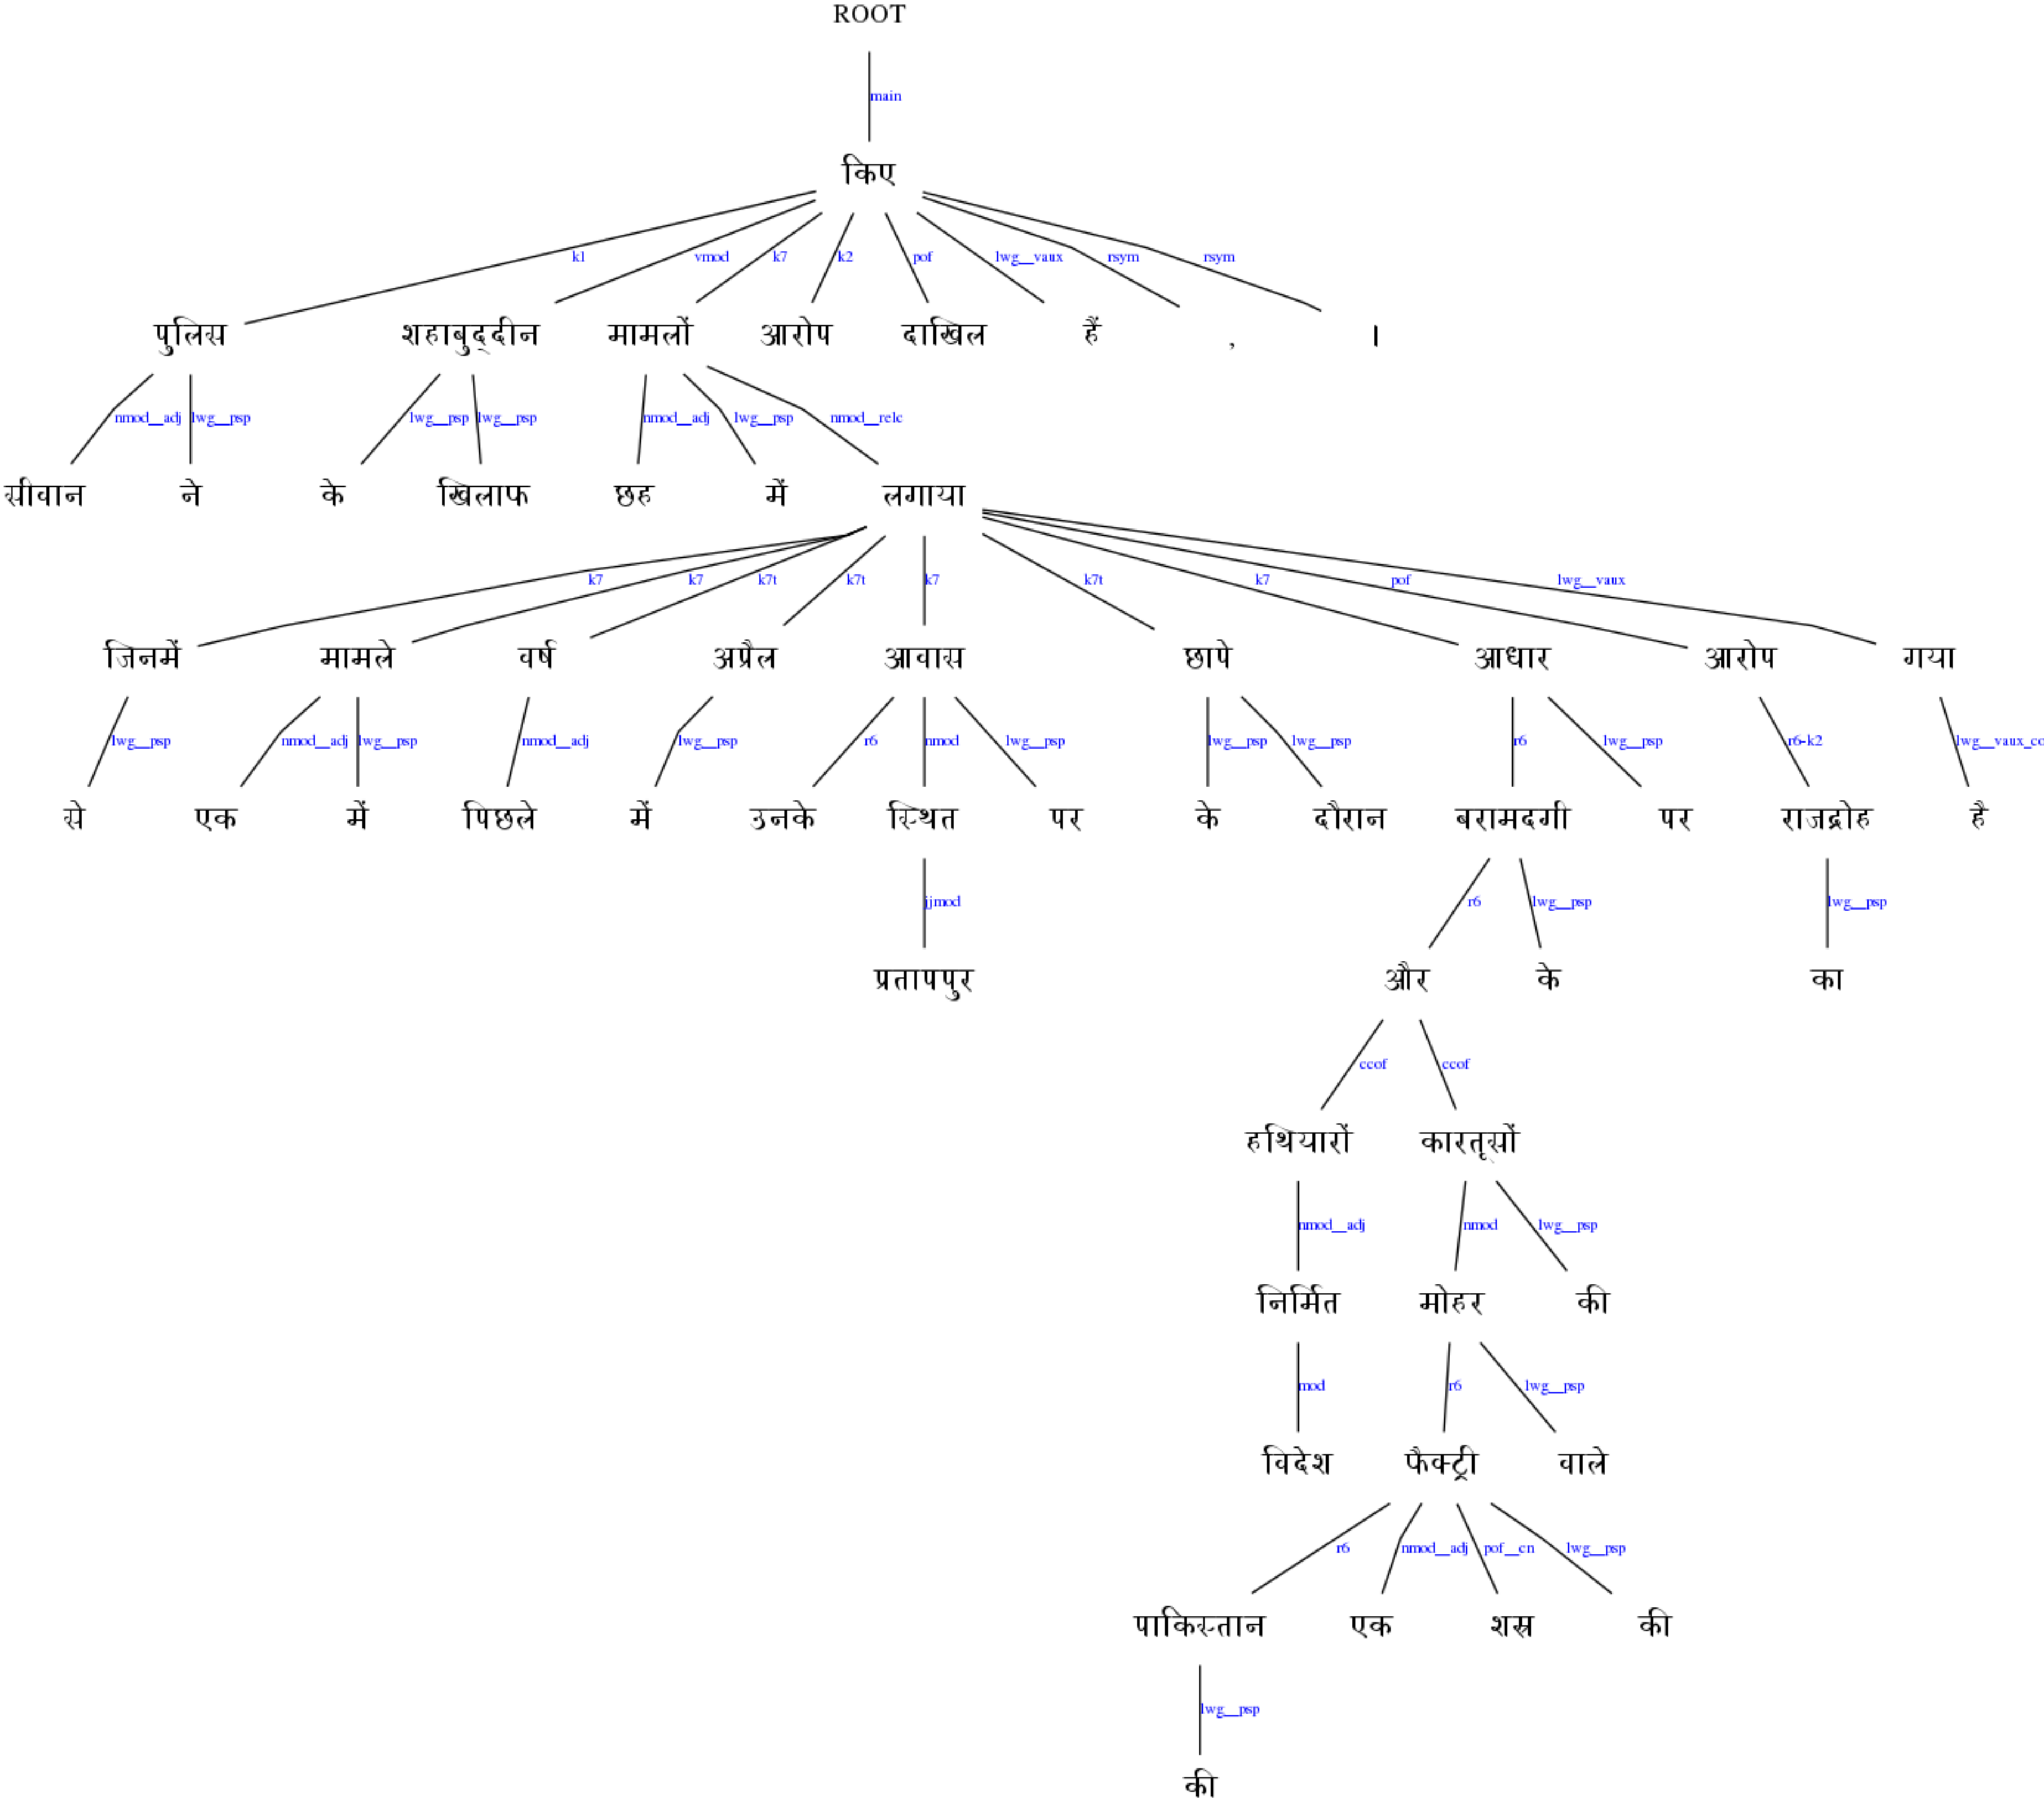 ROOT
main
किए
k1 vmod k7 k2 pof lwg__vaux rsym rsym
पुलिस शहाबुद्दीन मामलों आरोप दाखिल हैं , ।
nmod__adj lwg__psp lwg__psp lwg__psp nmod__adj lwg__psp nmod__relc
सीवान ने के खिलाफ छह में लगाया
k7 k7 k7t k7t k7 k7t k7 pof lwg__vaux
जिनमें मामले वर्ष अप्रैल आवास छापे आधार आरोप गया
lwg__psp nmod__adj lwg__psp nmod__adj lwg__psp r6 nmod lwg__psp lwg__psp lwg__psp r6 lwg__psp r6-k2 lwg__vaux_co
से एक में पिछले में उनके स्थित पर के दौरान बरामदगी पर राजद्रोह है
jjmod r6 lwg__psp lwg__psp
प्रतापपुर और के का
ccof ccof
हथियारों कारतूसों
nmod__adj nmod lwg__psp
निर्मित मोहर की
mod r6 lwg__psp
विदेश फैक्ट्री वाले
r6 nmod__adj pof__cn lwg__psp
पाकिस्तान एक शस्त्र की
lwg__psp
की